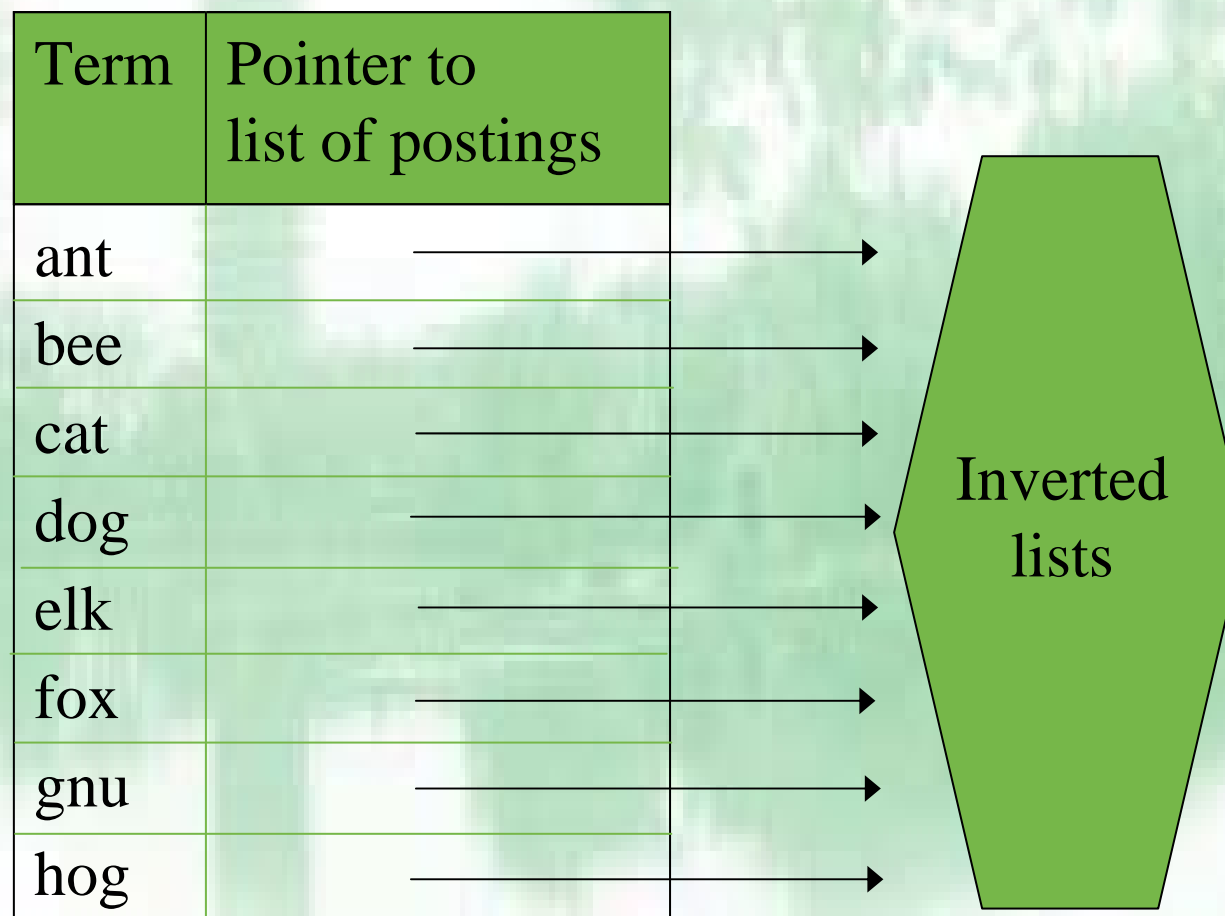 Term
Pointer to
list of postings
ant
bee
cat
dog
elk
fox
gnu
hog
Inverted
lists